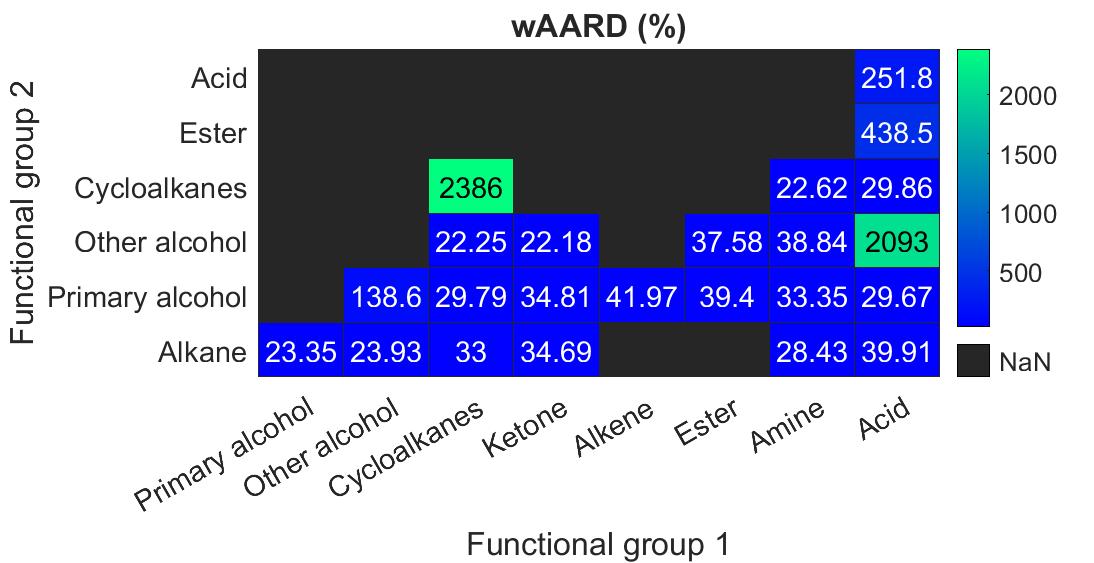 wAARD (%)
Functional group 2
Acid 251.8
Ester 438.5
Cycloalkanes 2386 22.62 29.86
Other alcohol 22.25 22.18 37.58 38.84 2093
Primary alcohol 138.6 29.79 34.81 41.97 39.4 33.35 29.67
Alkane 23.35 23.93 33 34.69 28.43 39.91
Primary alcohol Other alcohol Cycloalkanes Ketone Alkene Ester Amine Acid
Functional group 1
2000
1500
1000
500
NaN